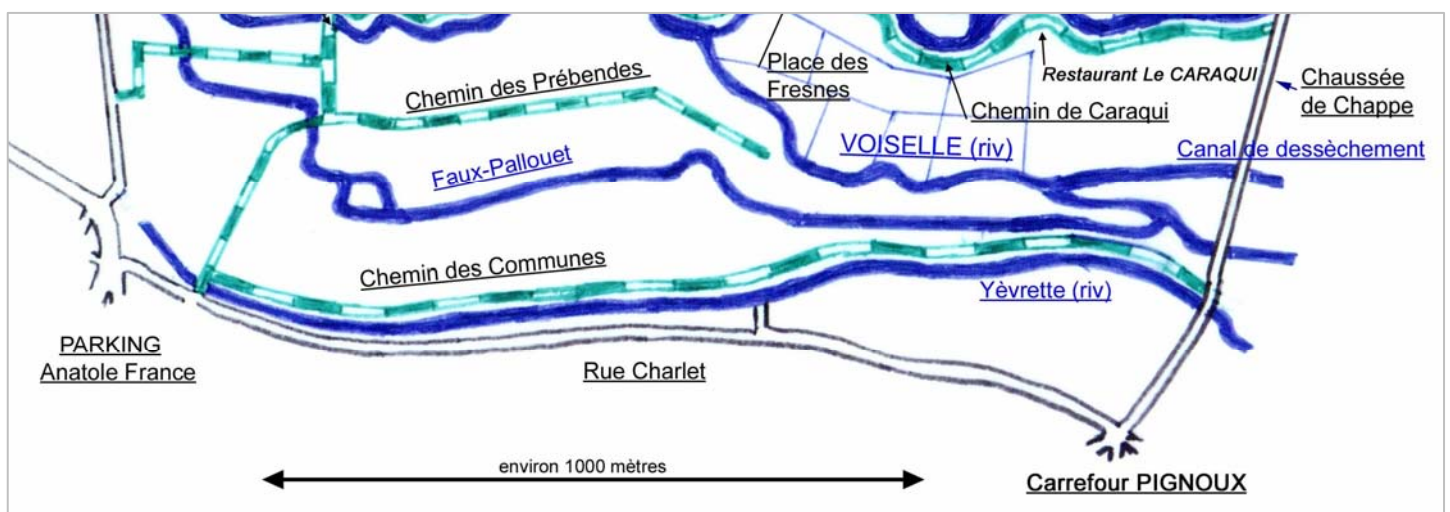 Chemin des Prébendes
Place des
Fresnes
Restaurant Le CARAQUI
Chaussée
de Chappe
Chemin de Caraqui
VOISELLE (riv)
Canal de dessèchement
Faux-Pallouet
Chemin des Communes
Yèvrette (riv)
PARKING
Anatole France
Rue Charlet
environ 1000 mètres
Carrefour PIGNOUX